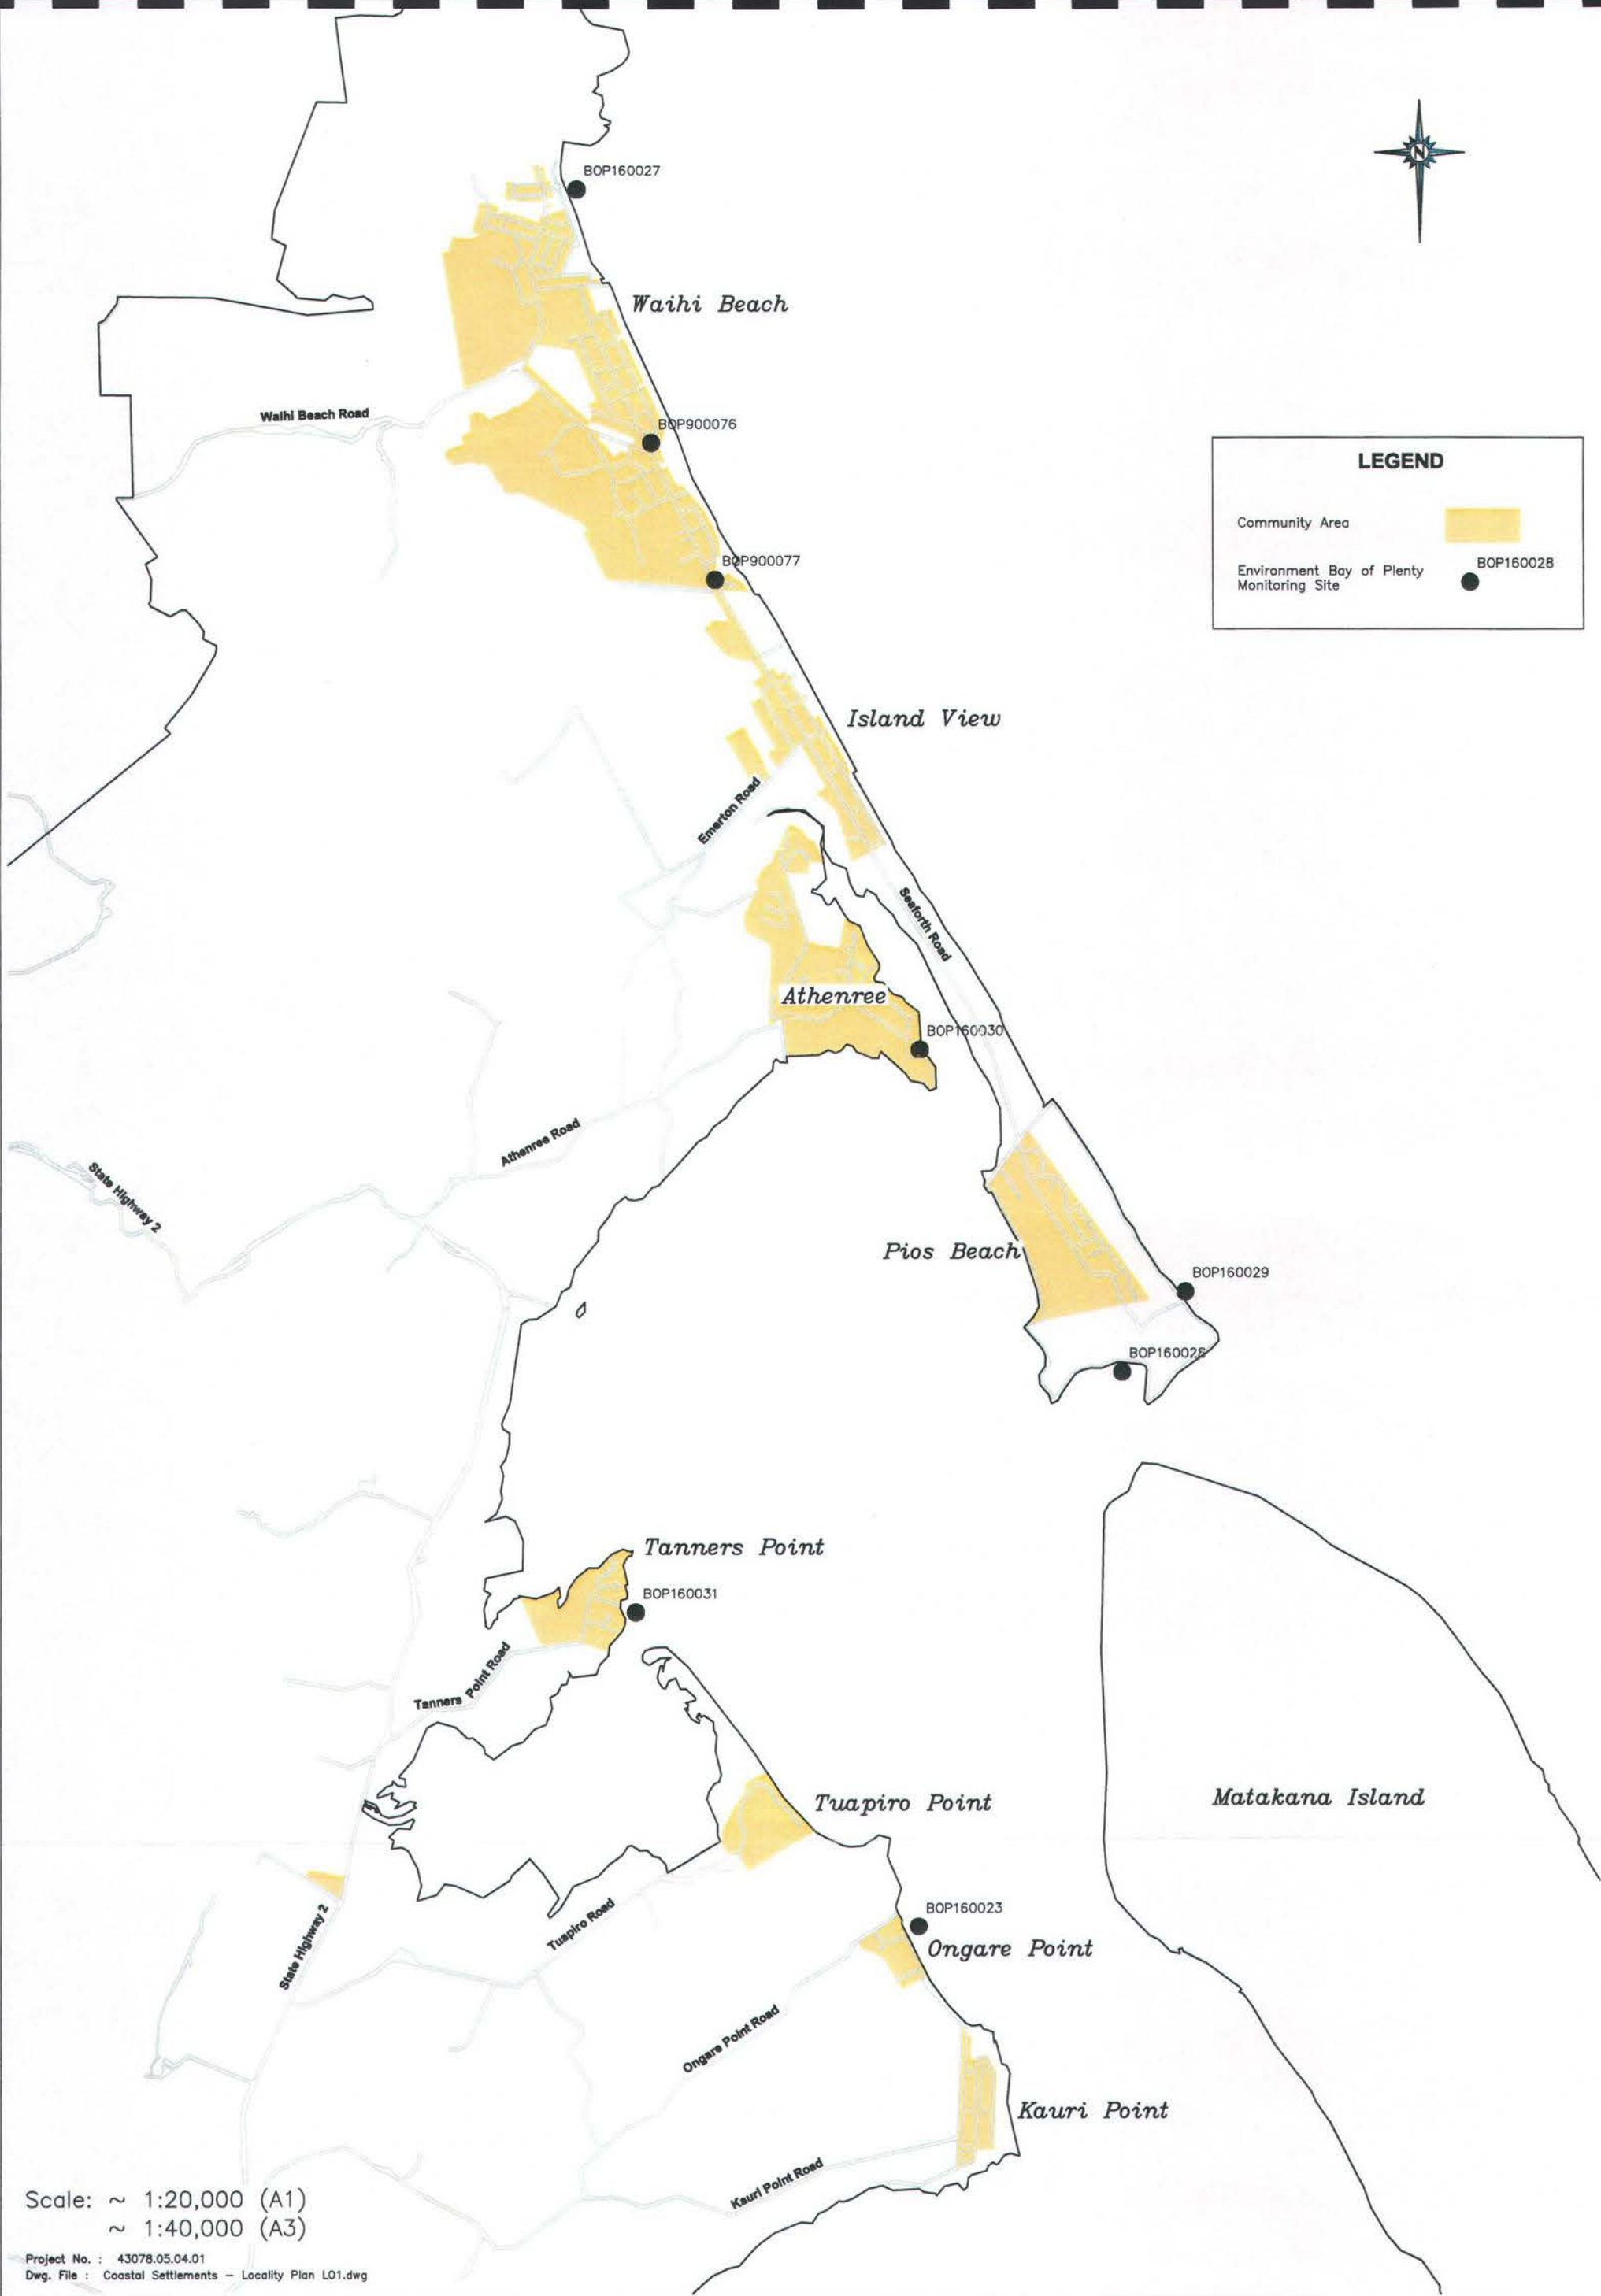 N
BOP160027
Waihi Beach
Waihi Beach Road
BOP900076
LEGEND
Community Area
Environment Bay of Plenty
Monitoring Site
BOP160028
BOP900077
Island View
Emerton Road
Seaforth Road
Athenree
BOP160030
Athenree Road
State Highway 2
Pios Beach
BOP160029
BOP160028
Tanners Point
BOP160031
Tanners Point Road
Tuapiro Point
Matakana Island
State Highway 2
Tuapiro Road
BOP160023
Ongare Point
Ongare Point Road
Kauri Point
Kauri Point Road
Scale: ~ 1:20,000 (A1)
~ 1:40,000 (A3)
Project No. : 43078.05.04.01
Dwg. File : Coastal Settlements - Locality Plan L01.dwg